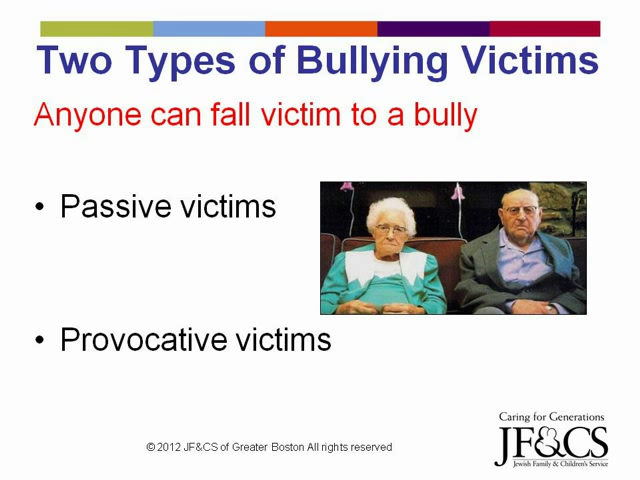 Two Types of Bullying Victims
Anyone can fall victim to a bully
• Passive victims
• Provocative victims
Caring for Generations
JF&CS
Jewish Family & Children's Service
© 2012 JF&CS of Greater Boston All rights reserved